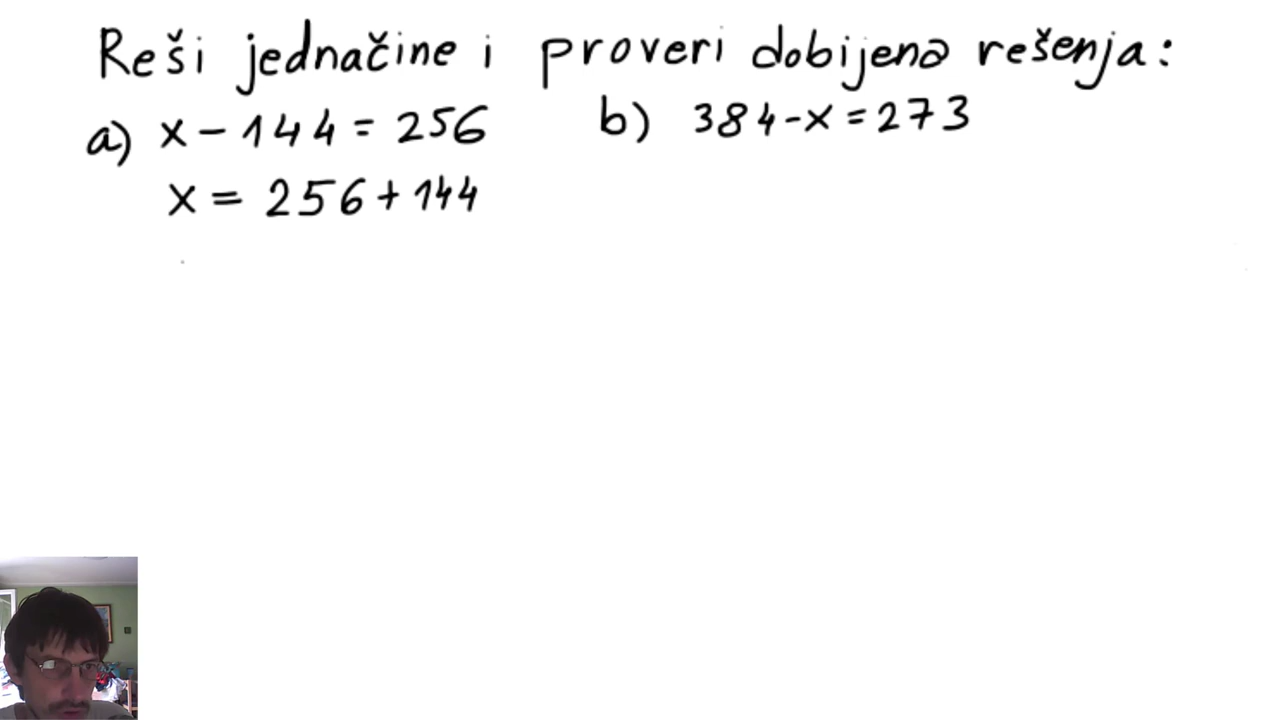 Reši jednačine i proveri dobijena rešenja:
a) x - 144 = 256
b) 384 - x = 273
x = 256 + 144